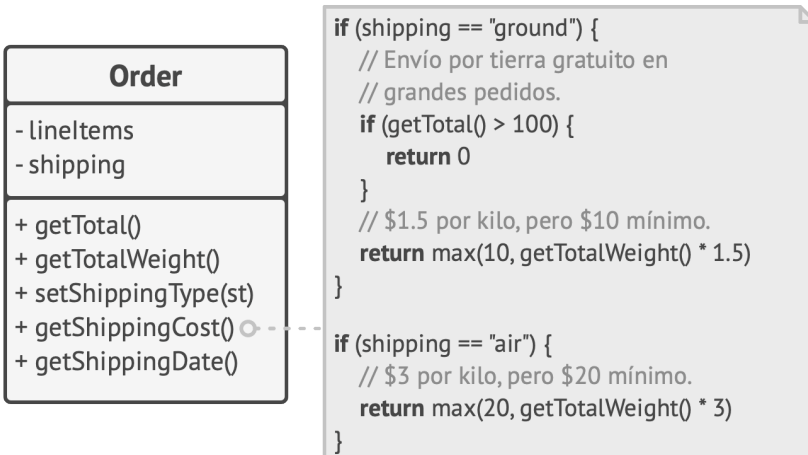 Order
- lineItems
- shipping
+ getTotal()
+ getTotalWeight()
+ setShippingType(st)
+ getShippingCost()
+ getShippingDate()
if (shipping == "ground") {
// Envío por tierra gratuito en
// grandes pedidos.
if (getTotal() > 100) {
return 0
}
// $1.5 por kilo, pero $10 mínimo.
return max(10, getTotalWeight() * 1.5)
}
if (shipping == "air") {
// $3 por kilo, pero $20 mínimo.
return max(20, getTotalWeight() * 3)
}